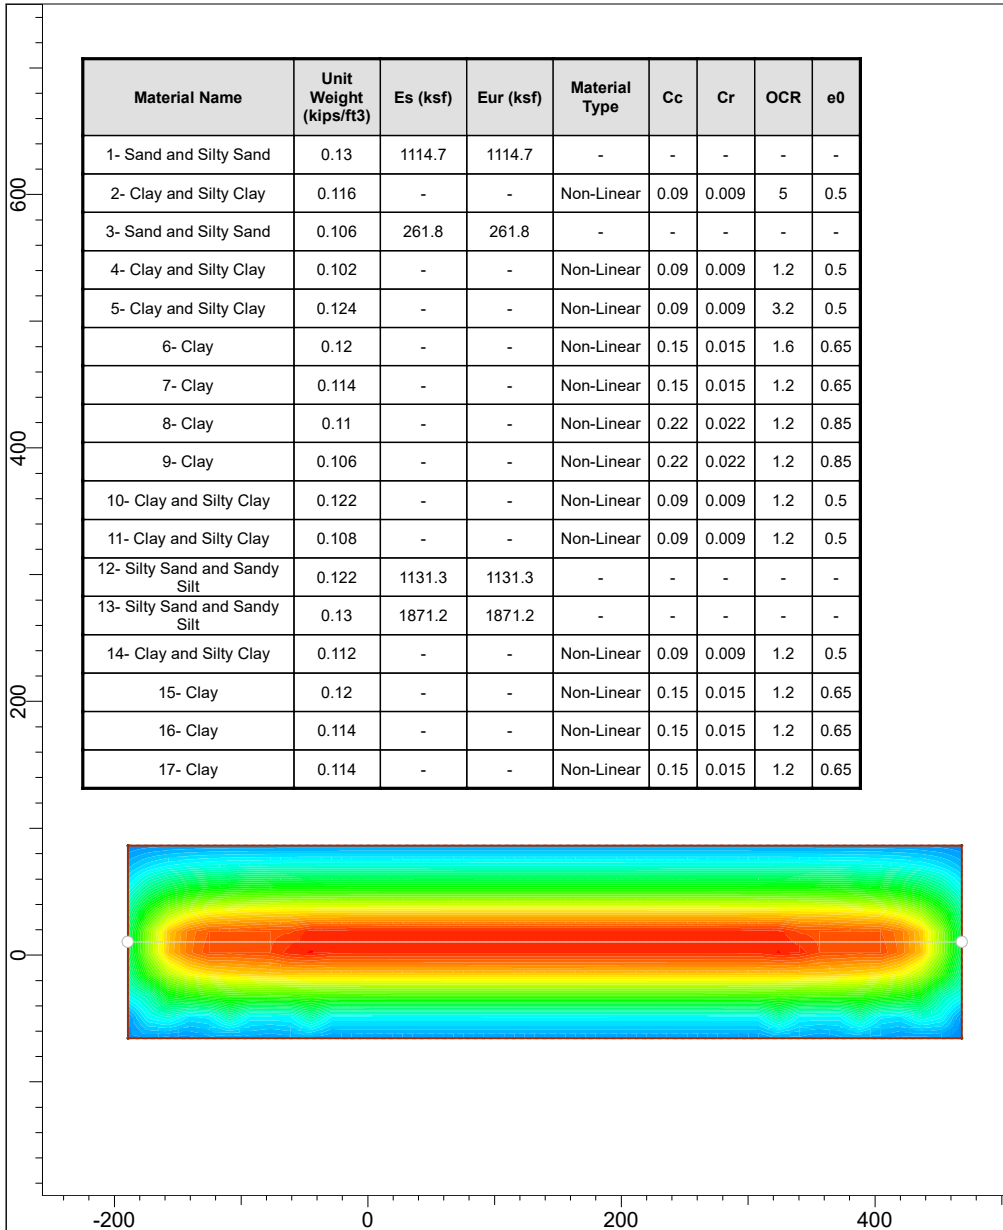 Material Name Unit Weight (kips/ft3) Es (ksf) Eur (ksf) Material Type Cc Cr OCR e0
1- Sand and Silty Sand 0.13 1114.7 1114.7 - - - - -
2- Clay and Silty Clay 0.116 - - Non-Linear 0.09 0.009 5 0.5
3- Sand and Silty Sand 0.106 261.8 261.8 - - - - -
4- Clay and Silty Clay 0.102 - - Non-Linear 0.09 0.009 1.2 0.5
5- Clay and Silty Clay 0.124 - - Non-Linear 0.09 0.009 3.2 0.5
6- Clay 0.12 - - Non-Linear 0.15 0.015 1.6 0.65
7- Clay 0.114 - - Non-Linear 0.15 0.015 1.2 0.65
8- Clay 0.11 - - Non-Linear 0.22 0.022 1.2 0.85
9- Clay 0.106 - - Non-Linear 0.22 0.022 1.2 0.85
10- Clay and Silty Clay 0.122 - - Non-Linear 0.09 0.009 1.2 0.5
11- Clay and Silty Clay 0.108 - - Non-Linear 0.09 0.009 1.2 0.5
12- Silty Sand and Sandy Silt 0.122 1131.3 1131.3 - - - - -
13- Silty Sand and Sandy Silt 0.13 1871.2 1871.2 - - - - -
14- Clay and Silty Clay 0.112 - - Non-Linear 0.09 0.009 1.2 0.5
15- Clay 0.12 - - Non-Linear 0.15 0.015 1.2 0.65
16- Clay 0.114 - - Non-Linear 0.15 0.015 1.2 0.65
17- Clay 0.114 - - Non-Linear 0.15 0.015 1.2 0.65
600
400
200
0
-200 0 200 400